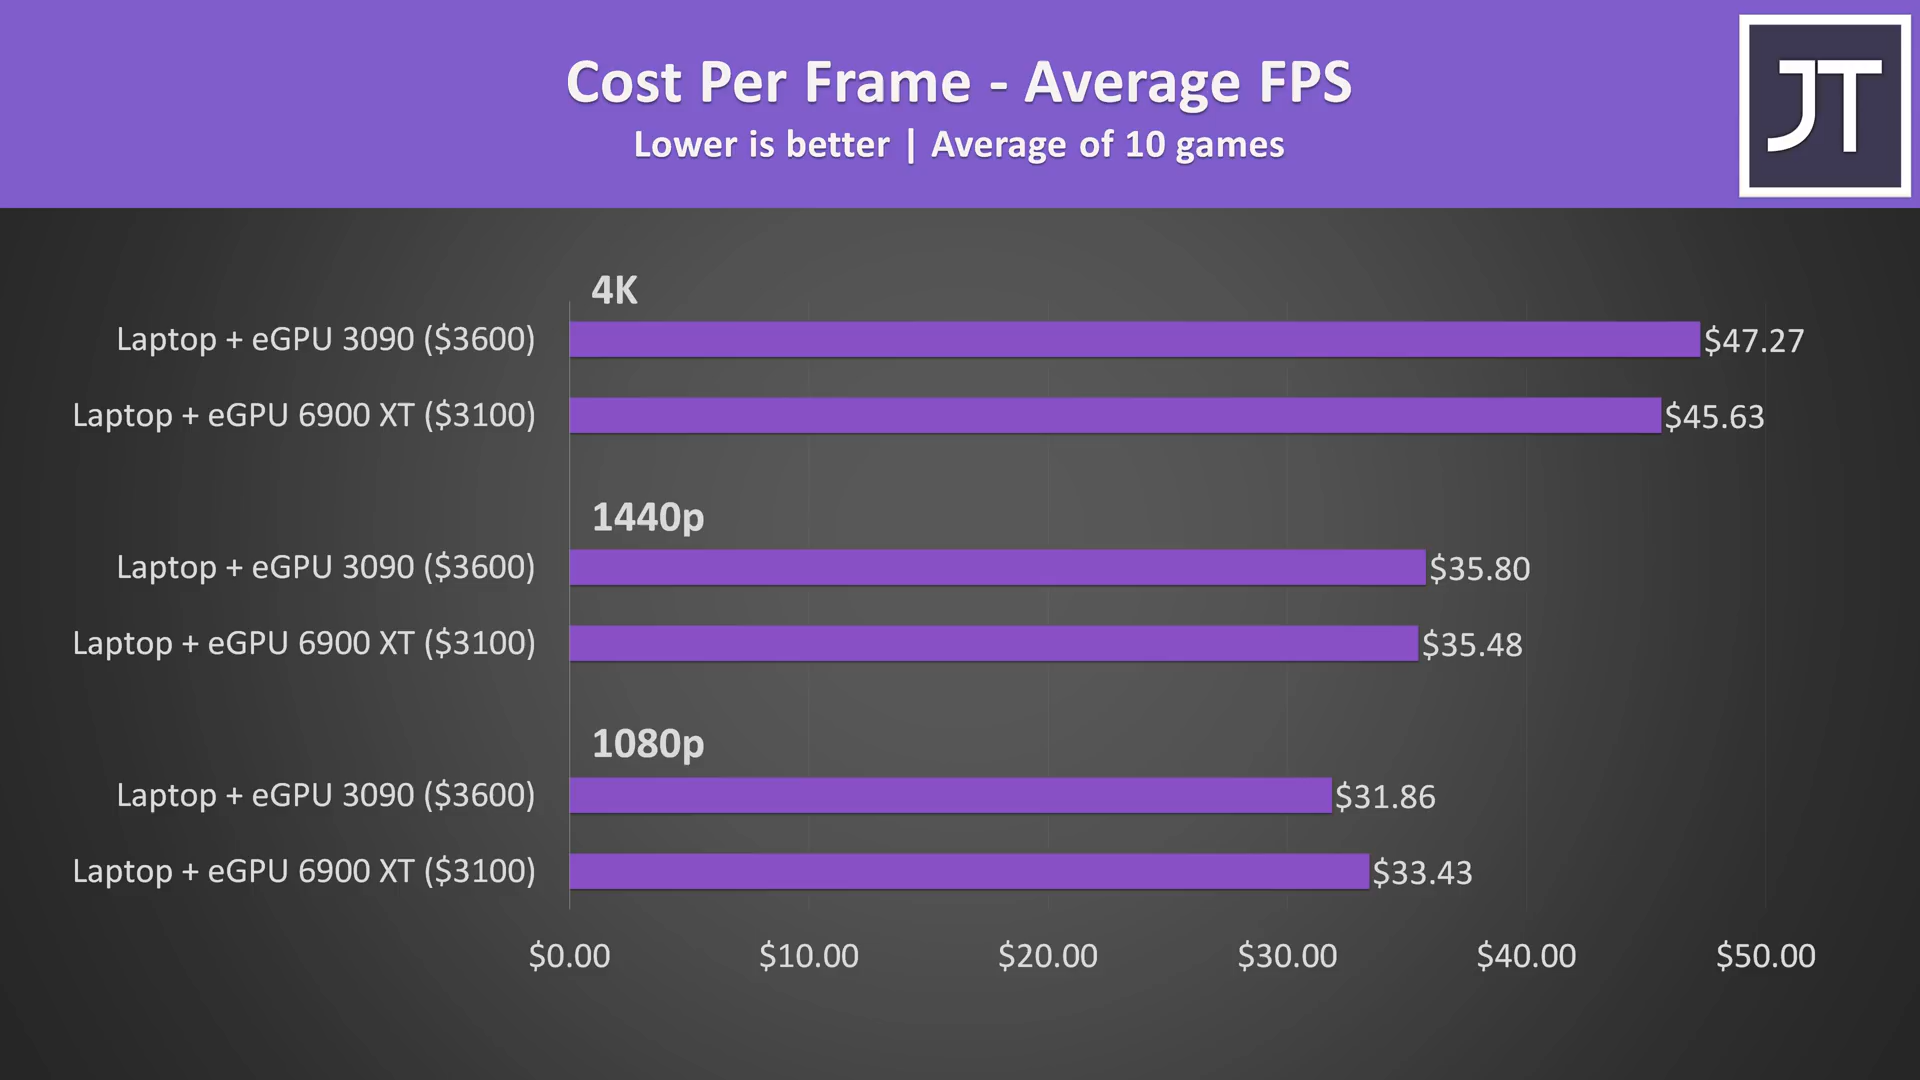 Cost Per Frame - Average FPS
Lower is better | Average of 10 games
JT
4K
Laptop + eGPU 3090 ($3600)
$47.27
Laptop + eGPU 6900 XT ($3100)
$45.63
1440p
Laptop + eGPU 3090 ($3600)
$35.80
Laptop + eGPU 6900 XT ($3100)
$35.48
1080p
Laptop + eGPU 3090 ($3600)
$31.86
Laptop + eGPU 6900 XT ($3100)
$33.43
$0.00 $10.00 $20.00 $30.00 $40.00 $50.00